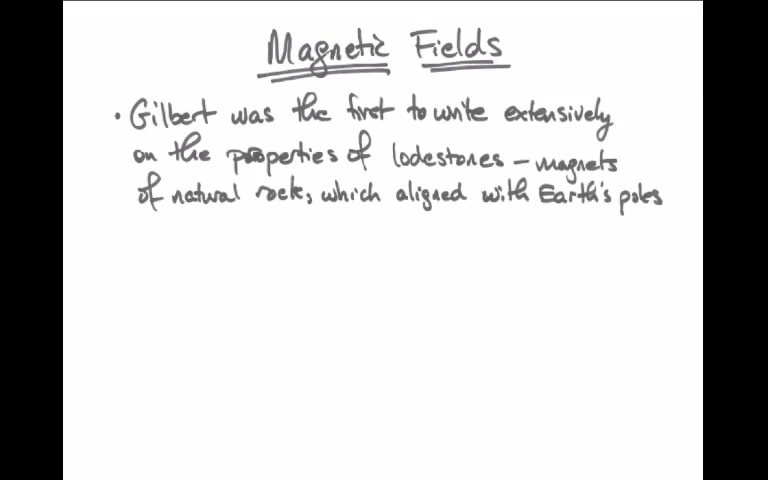 Magnetic Fields
• Gilbert was the first to write extensively
on the properties of lodestones – magnets
of natural rock, which aligned with Earth's poles